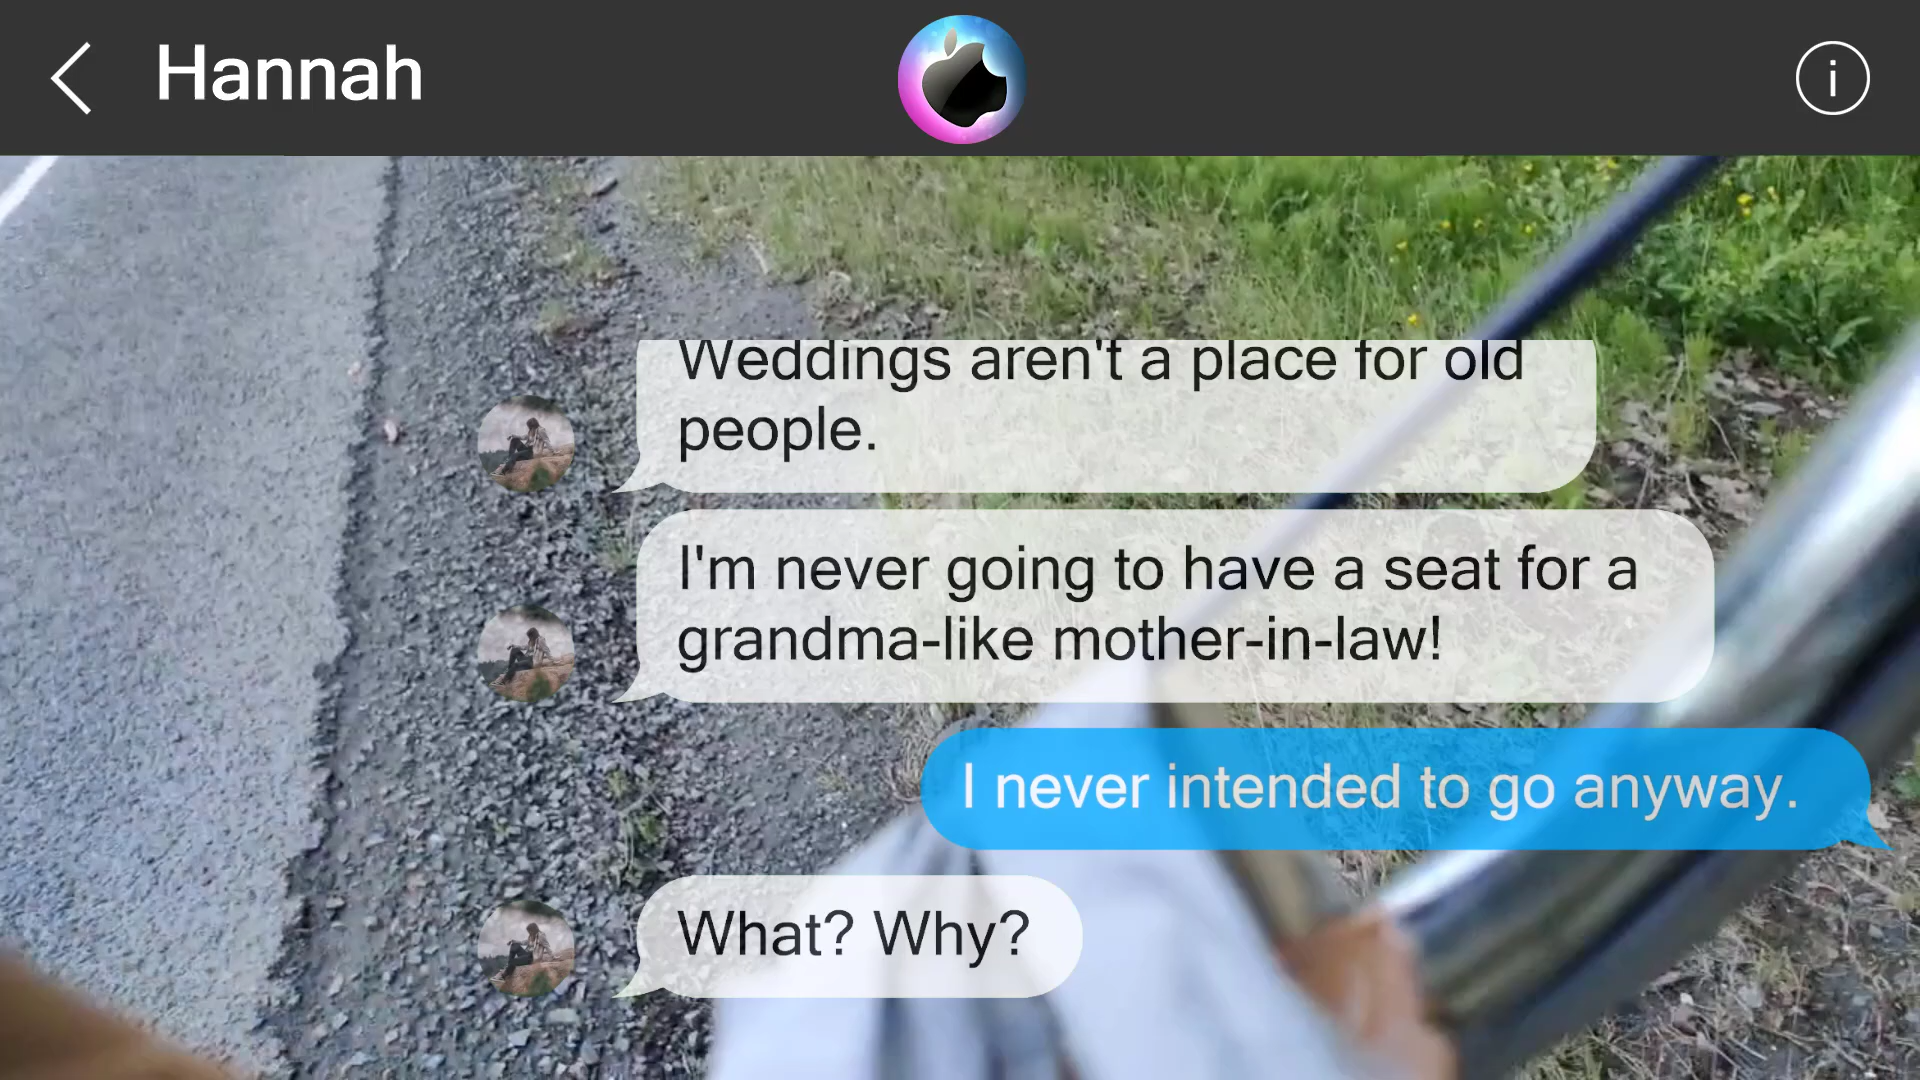 Hannah
Weddings aren't a place for old
people.
I'm never going to have a seat for a
grandma-like mother-in-law!
I never intended to go anyway.
What? Why?